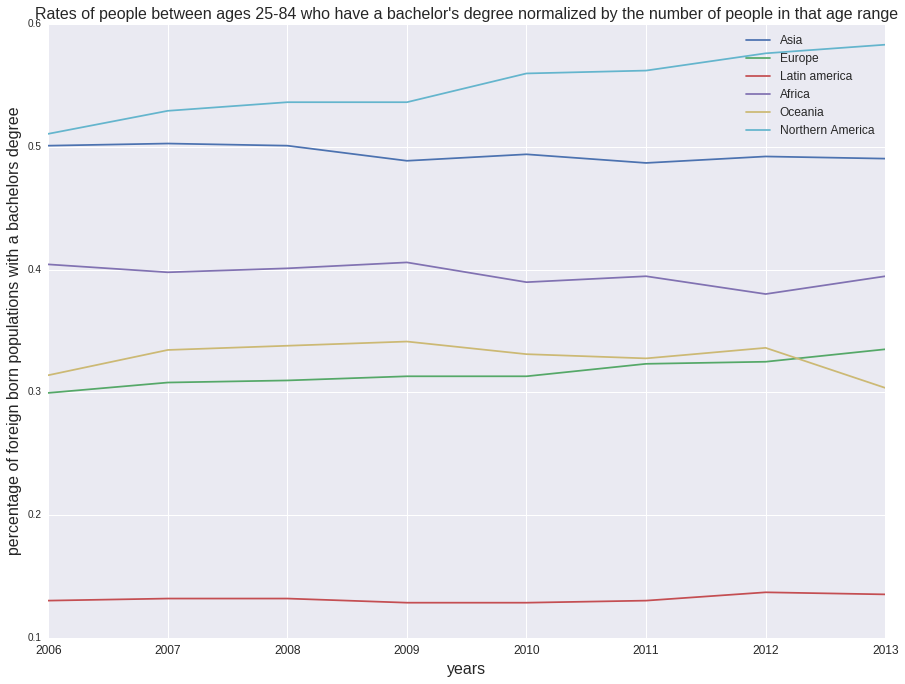 Rates of people between ages 25-84 who have a bachelor's degree normalized by the number of people in that age range
percentage of foreign born populations with a bachelors degree
0.6
0.5
0.4
0.3
0.2
0.1
Asia
Europe
Latin america
Africa
Oceania
Northern America
2006 2007 2008 2009 2010 2011 2012 2013
years